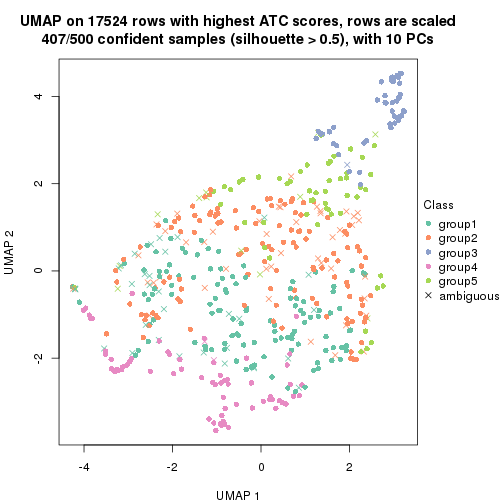 UMAP on 17524 rows with highest ATC scores, rows are scaled
407/500 confident samples (silhouette > 0.5), with 10 PCs
4
2
0
-2
UMAP 2
-4
-2
0
2
UMAP 1
Class
group1
group2
group3
group4
group5
ambiguous